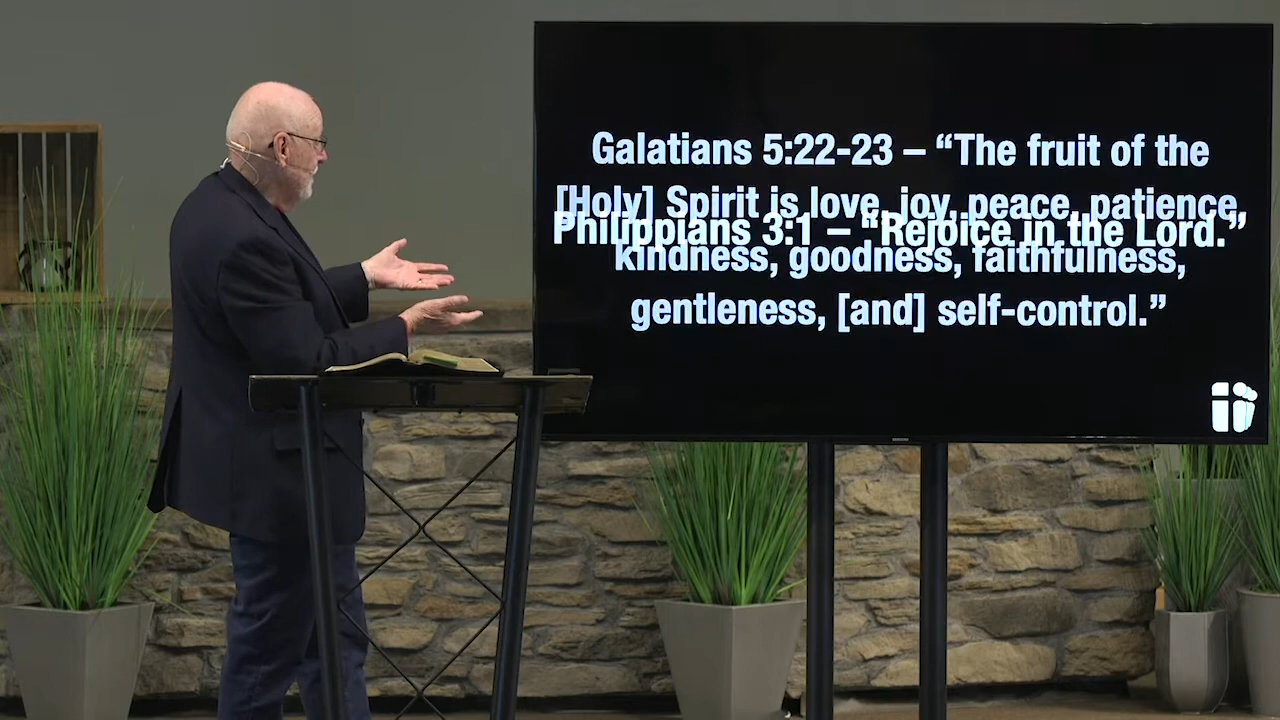 Galatians 5:22-23 – “The fruit of the
[Holy] Spirit is love, joy, peace, patience,
Philippians 3:1 – “Rejoice in the Lord.”
kindness, goodness, faithfulness,
gentleness, [and] self-control.”